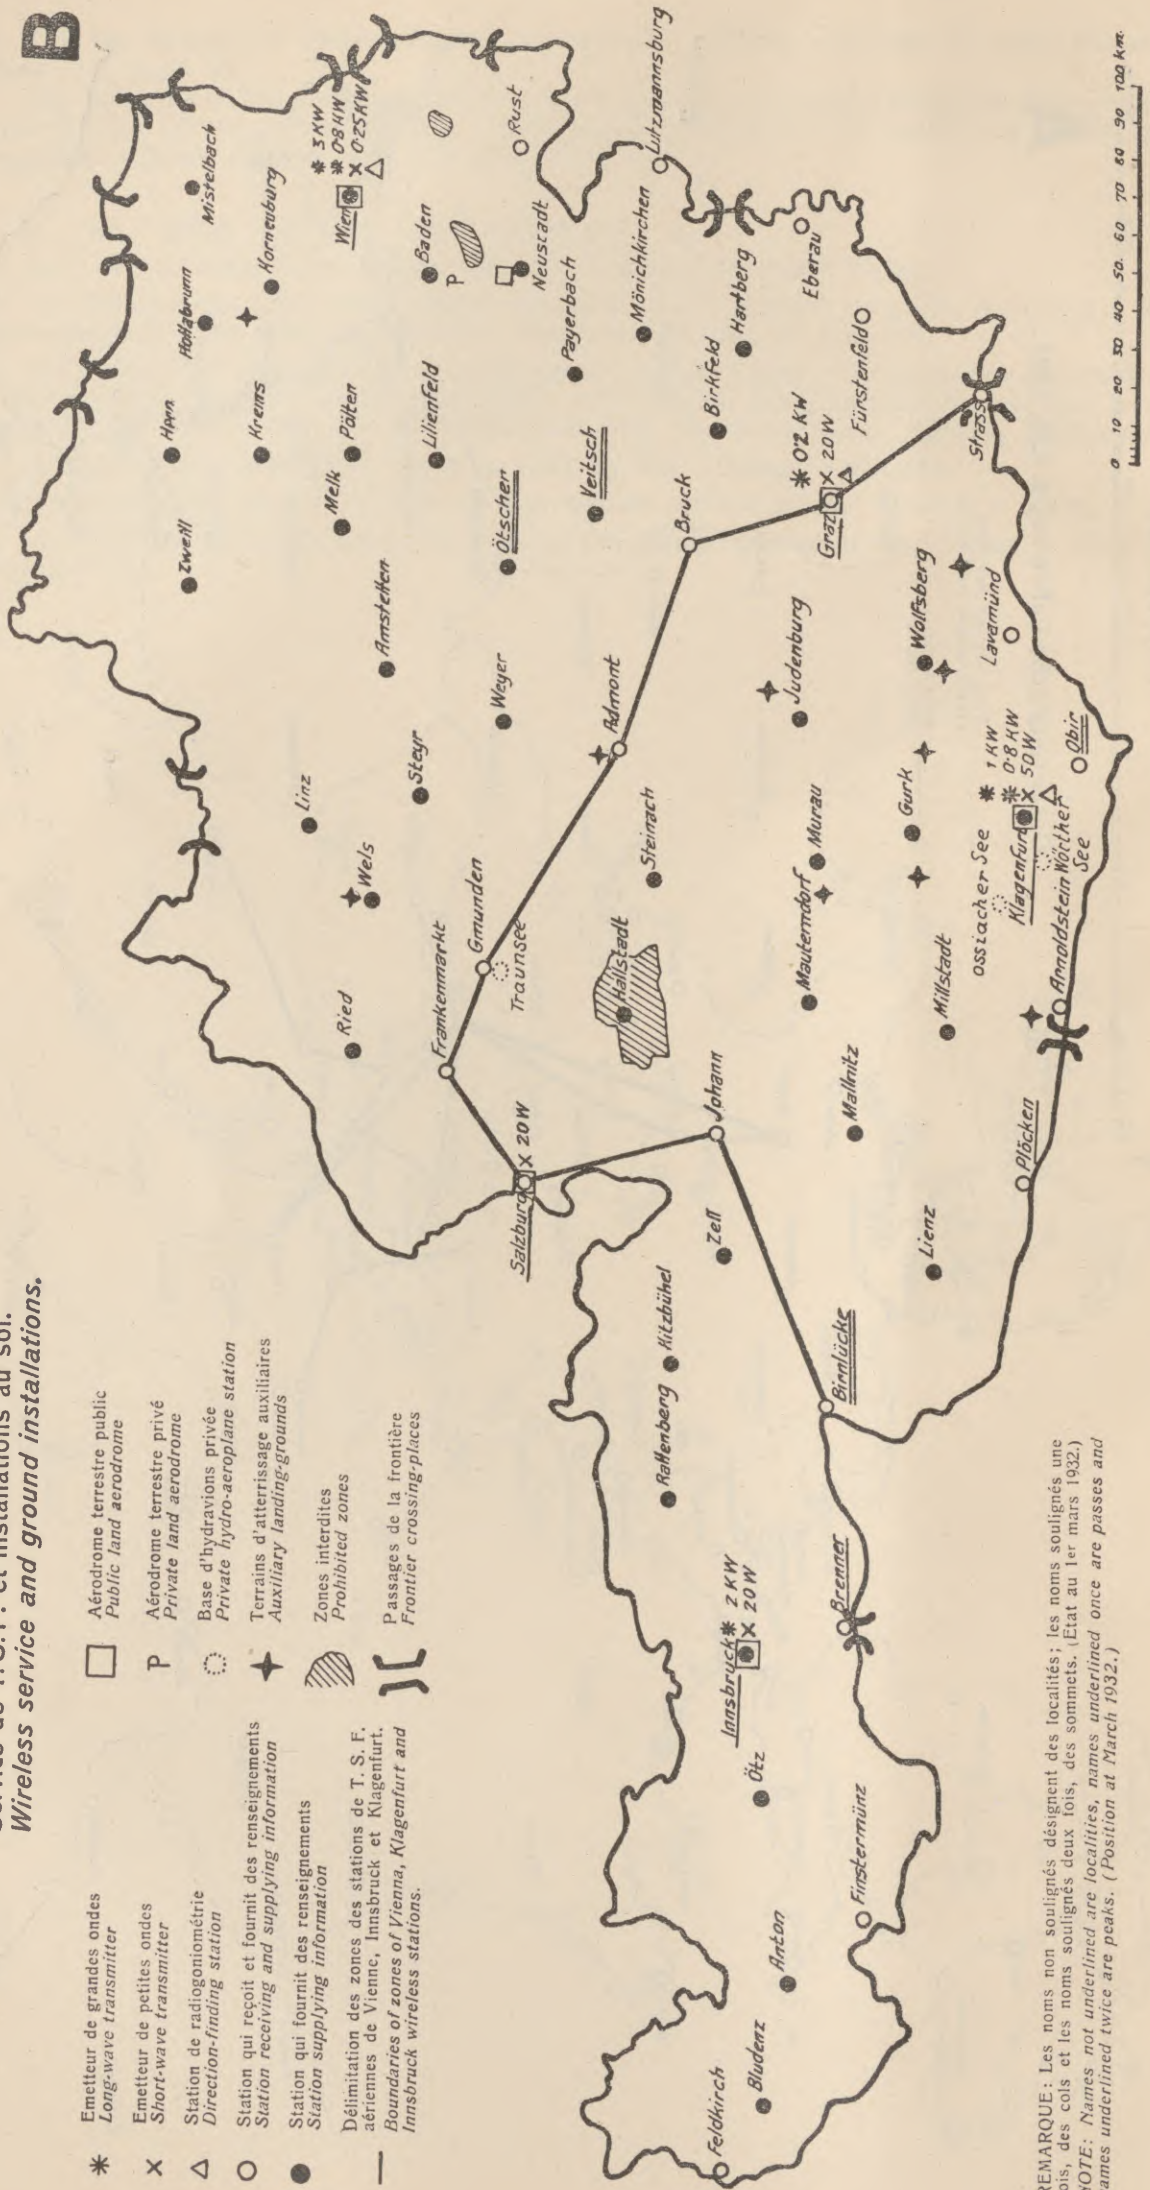 B
Service de T. S. F. et installations au sol.
Wireless service and ground installations.
Emetteur de grandes ondes
Long-wave transmitter
Emetteur de petites ondes
Short-wave transmitter
Station de radiogoniométrie
Direction-finding station
Station qui reçoit et fournit des renseignements
Station receiving and supplying information
Station qui fournit des renseignements
Station supplying information
Délimitation des zones des stations de T. S. F.
aériennes de Vienne, Innsbruck et Klagenfurt.
Boundaries of zones of Vienna, Klagenfurt and
Innsbruck wireless stations.
Aérodrome terrestre public
Public land aerodrome
P Aérodrome terrestre privé
Private land aerodrome
Base d'hydravions privée
Private hydro-aeroplane station
Terrains d'atterrissage auxiliaires
Auxiliary landing-grounds
Zones interdites
Prohibited zones
Passages de la frontière
Frontier crossing-places
Feldkirch
Bludenz
Anton
Finstermünz
Ötz
Innsbruck
2 KW
20 W
Brenner
Rattenberg
Kitzbühel
Birnlücke
Zell
Lienz
Salzburg
20 W
Johann
Plöcken
Mallnitz
Frankenmarkt
Ried
Gmunden
Traunsee
Hallstadt
Mauterndorf
Millstadt
Arnoldstein
Wels
Linz
Steyr
Steinach
Murau
Gurk
Ossiacher See
Klagenfurt
1 KW
0·8 KW
50 W
Wörther
See
Obir
Admont
Weyer
Amstetten
Judenburg
Wolfsberg
Lavamünd
Zwettl
Melk
Ötscher
Veitsch
Bruck
Graz
0·2 KW
20 W
Horn
Krems
Pölten
Lilienfeld
Birkfeld
Strass
Hollabrunn
Korneuburg
Mistelbach
Wien
3 KW
0·8 KW
0·25 KW
Baden
P
Neustadt
Payerbach
Mönichkirchen
Hartberg
Fürstenfeld
Eberau
Rust
Lutzmannsburg
0 10 20 30 40 50. 60 70 80 90 100 km.
REMARQUE: Les noms non soulignés désignent des localités; les noms soulignés une
fois, des cols et les noms soulignés deux fois, des sommets. (Etat au 1er mars 1932.)
NOTE: Names not underlined are localities, names underlined once are passes and
names underlined twice are peaks. (Position at March 1932.)